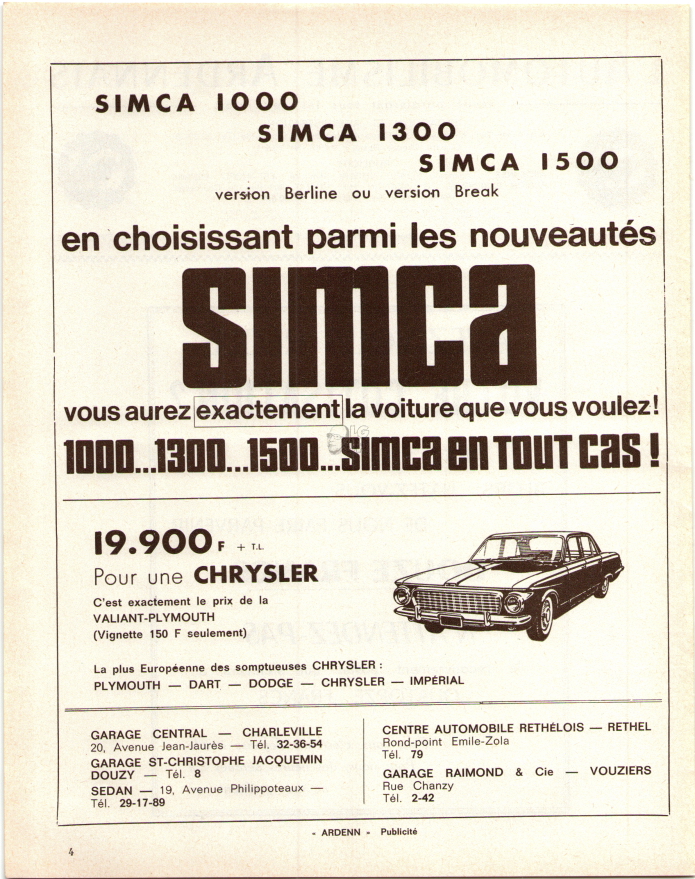 SIMCA 1000
SIMCA 1300
SIMCA 1500
version Berline ou version Break
en choisissant parmi les nouveautés
simca
vous aurez exactement la voiture que vous voulez!
1000...1300...1500...simca en TOUT cas !
19.900 F + T.L.
Pour une CHRYSLER
C'est exactement le prix de la
VALIANT-PLYMOUTH
(Vignette 150 F seulement)
La plus Européenne des somptueuses CHRYSLER :
PLYMOUTH — DART — DODGE — CHRYSLER — IMPÉRIAL
GARAGE CENTRAL — CHARLEVILLE
20, Avenue Jean-Jaurès — Tél. 32-36-54
GARAGE ST-CHRISTOPHE JACQUEMIN
DOUZY — Tél. 8
SEDAN — 19, Avenue Philippoteaux —
Tél. 29-17-89
CENTRE AUTOMOBILE RETHÉLOIS — RETHEL
Rond-point Emile-Zola
Tél. 79
GARAGE RAIMOND & Cie — VOUZIERS
Rue Chanzy
Tél. 2-42
- ARDENN - Publicité
4